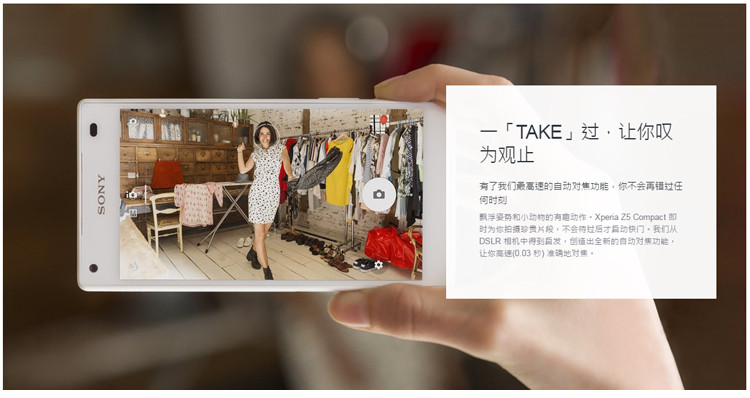 SONY
一「TAKE」过，让你叹
为观止
有了我们最高速的自动对焦功能，你不会再错过任
何时刻
飘浮姿势和小动物的有趣动作。Xperia Z5 Compact 即
时为你拍摄珍贵片段，不会待过后才启动快门。我们从
DSLR 相机中得到启发，创造出全新的自动对焦功能，
让你高速(0.03 秒) 准确地对焦。